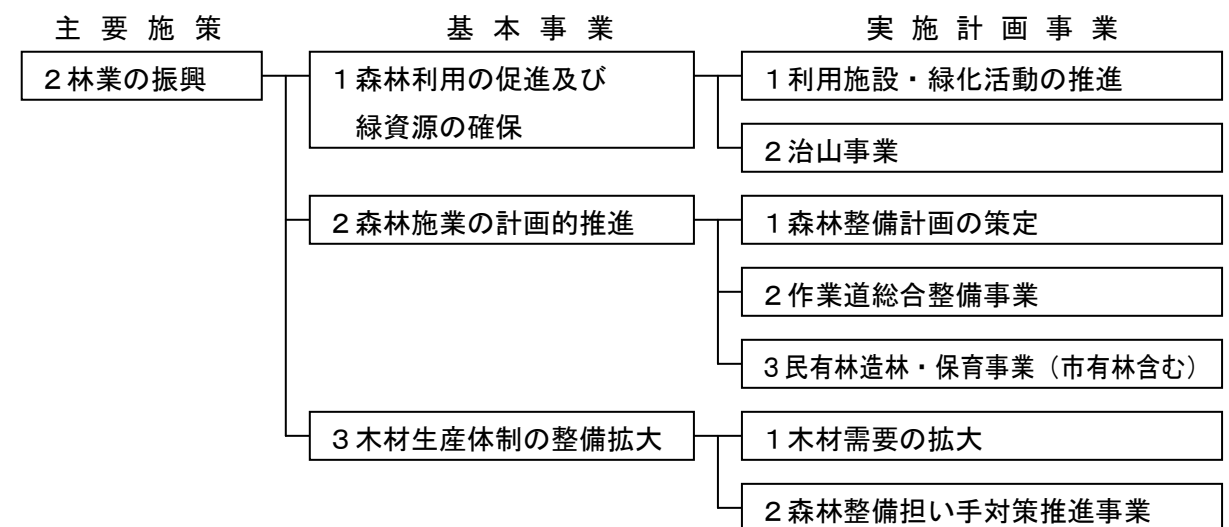 主要施策 基本事業 実施計画事業
2林業の振興
1森林利用の促進及び
緑資源の確保
1利用施設・緑化活動の推進
2治山事業
2森林施業の計画的推進
1森林整備計画の策定
2作業道総合整備事業
3民有林造林・保育事業（市有林含む）
3木材生産体制の整備拡大
1木材需要の拡大
2森林整備担い手対策推進事業